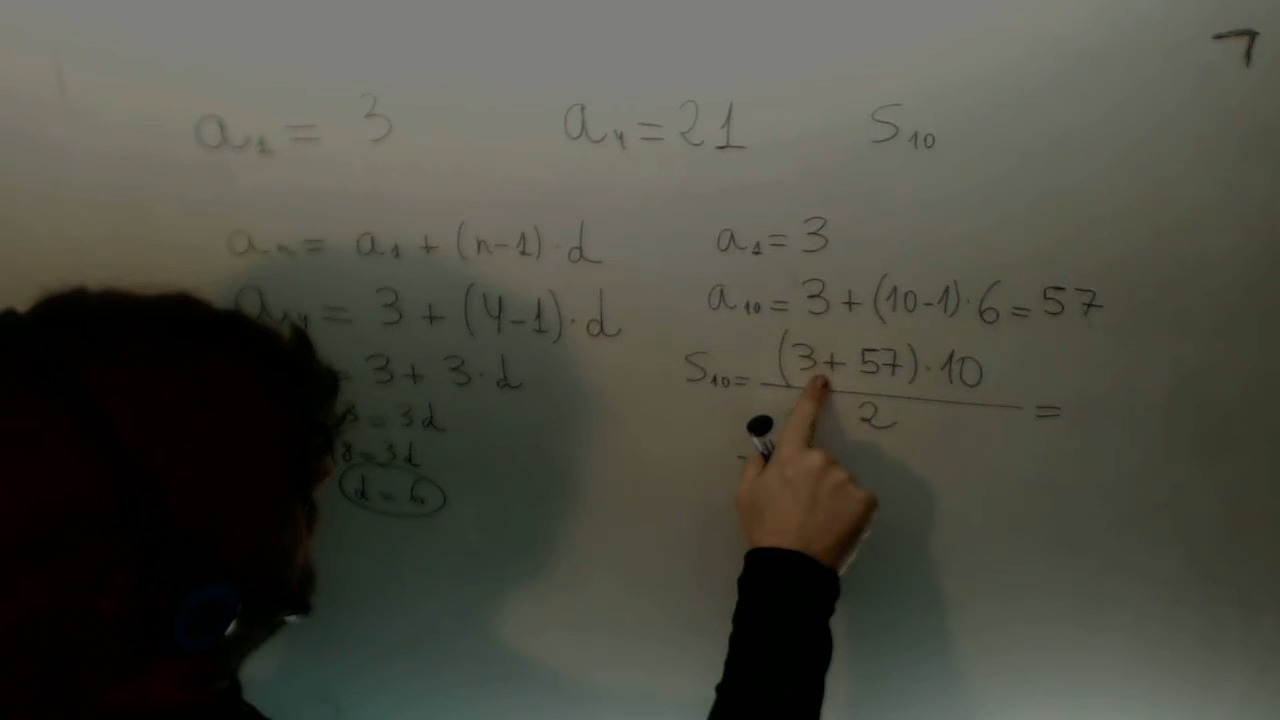 a₁ = 3 a₄ = 21 S₁₀
aₙ = a₁ + (n-1)·d
a₄ = 3 + (4-1)·d
3 + 3·d
= 3d
= 3d
d = 6
a₁ = 3
a₁₀ = 3 + (10-1)·6 = 57
S₁₀ = (3 + 57)·10
2 =